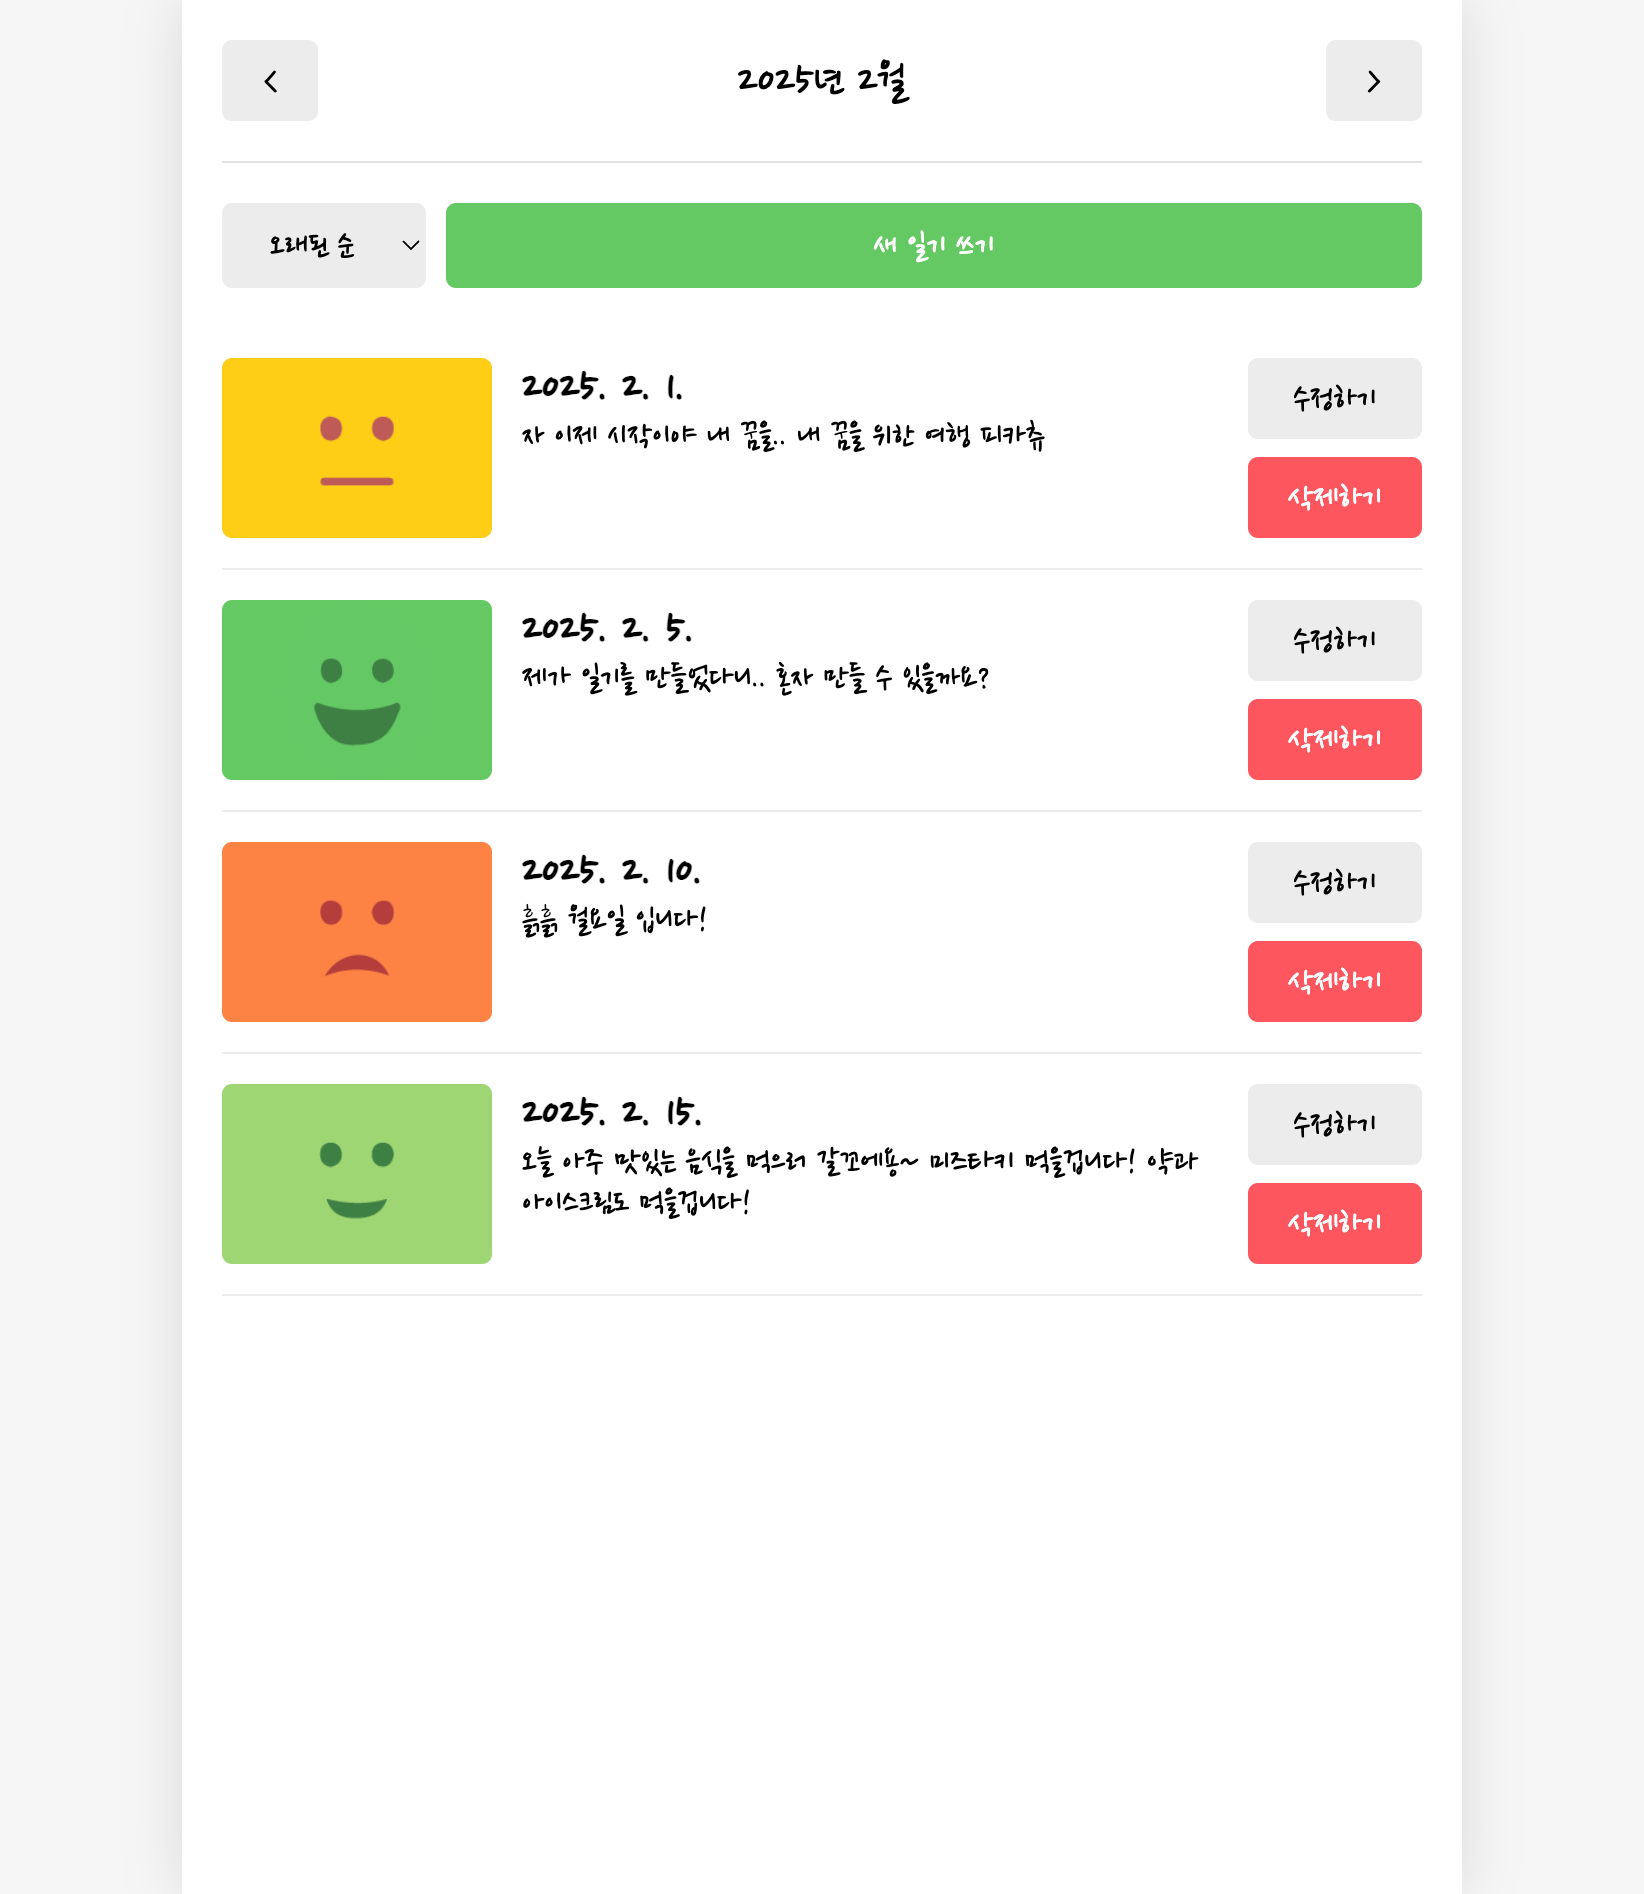 2025년 2월
오래된 순
새 일기 쓰기
2025. 2. 1.
자 이제 시작이야 내 꿈을.. 내 꿈을 위한 여행 피카츄
수정하기
삭제하기
2025. 2. 5.
제가 일기를 만들었다니.. 혼자 만들 수 있을까요?
수정하기
삭제하기
2025. 2. 10.
흙흙 월요일 입니다!
수정하기
삭제하기
2025. 2. 15.
오늘 아주 맛있는 음식을 먹으러 갈꼬에용~ 미즈타키 먹을겁니다! 약과
아이스크림도 먹을겁니다!
수정하기
삭제하기